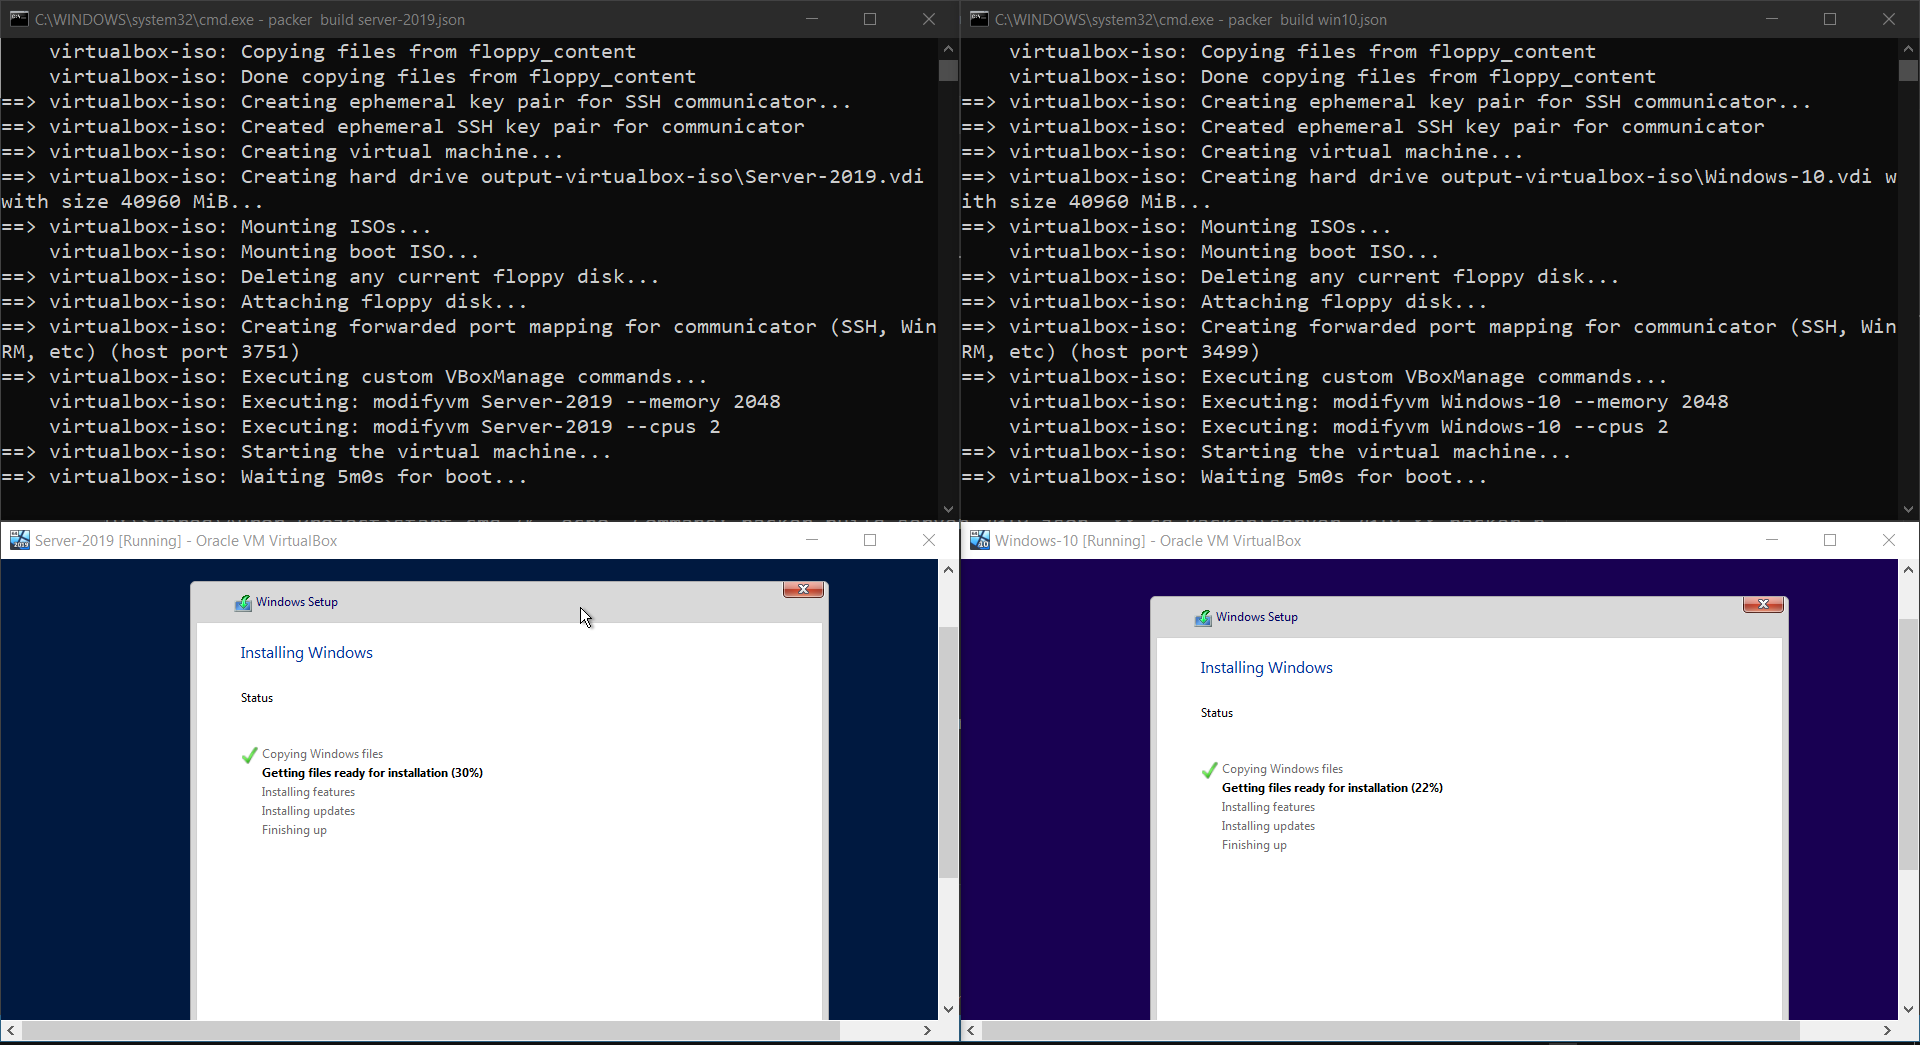 C:\WINDOWS\system32\cmd.exe - packer  build server-2019.json
    virtualbox-iso: Copying files from floppy_content
    virtualbox-iso: Done copying files from floppy_content
==> virtualbox-iso: Creating ephemeral key pair for SSH communicator...
==> virtualbox-iso: Created ephemeral SSH key pair for communicator
==> virtualbox-iso: Creating virtual machine...
==> virtualbox-iso: Creating hard drive output-virtualbox-iso\Server-2019.vdi
with size 40960 MiB...
==> virtualbox-iso: Mounting ISOs...
    virtualbox-iso: Mounting boot ISO...
==> virtualbox-iso: Deleting any current floppy disk...
==> virtualbox-iso: Attaching floppy disk...
==> virtualbox-iso: Creating forwarded port mapping for communicator (SSH, Win
RM, etc) (host port 3751)
==> virtualbox-iso: Executing custom VBoxManage commands...
    virtualbox-iso: Executing: modifyvm Server-2019 --memory 2048
    virtualbox-iso: Executing: modifyvm Server-2019 --cpus 2
==> virtualbox-iso: Starting the virtual machine...
==> virtualbox-iso: Waiting 5m0s for boot...
C:\WINDOWS\system32\cmd.exe - packer  build win10.json
    virtualbox-iso: Copying files from floppy_content
    virtualbox-iso: Done copying files from floppy_content
==> virtualbox-iso: Creating ephemeral key pair for SSH communicator...
==> virtualbox-iso: Created ephemeral SSH key pair for communicator
==> virtualbox-iso: Creating virtual machine...
==> virtualbox-iso: Creating hard drive output-virtualbox-iso\Windows-10.vdi w
ith size 40960 MiB...
==> virtualbox-iso: Mounting ISOs...
    virtualbox-iso: Mounting boot ISO...
==> virtualbox-iso: Deleting any current floppy disk...
==> virtualbox-iso: Attaching floppy disk...
==> virtualbox-iso: Creating forwarded port mapping for communicator (SSH, Win
RM, etc) (host port 3499)
==> virtualbox-iso: Executing custom VBoxManage commands...
    virtualbox-iso: Executing: modifyvm Windows-10 --memory 2048
    virtualbox-iso: Executing: modifyvm Windows-10 --cpus 2
==> virtualbox-iso: Starting the virtual machine...
==> virtualbox-iso: Waiting 5m0s for boot...
Server-2019 [Running] - Oracle VM VirtualBox
Windows Setup
Installing Windows
Status
Copying Windows files
Getting files ready for installation (30%)
Installing features
Installing updates
Finishing up
Windows-10 [Running] - Oracle VM VirtualBox
Windows Setup
Installing Windows
Status
Copying Windows files
Getting files ready for installation (22%)
Installing features
Installing updates
Finishing up